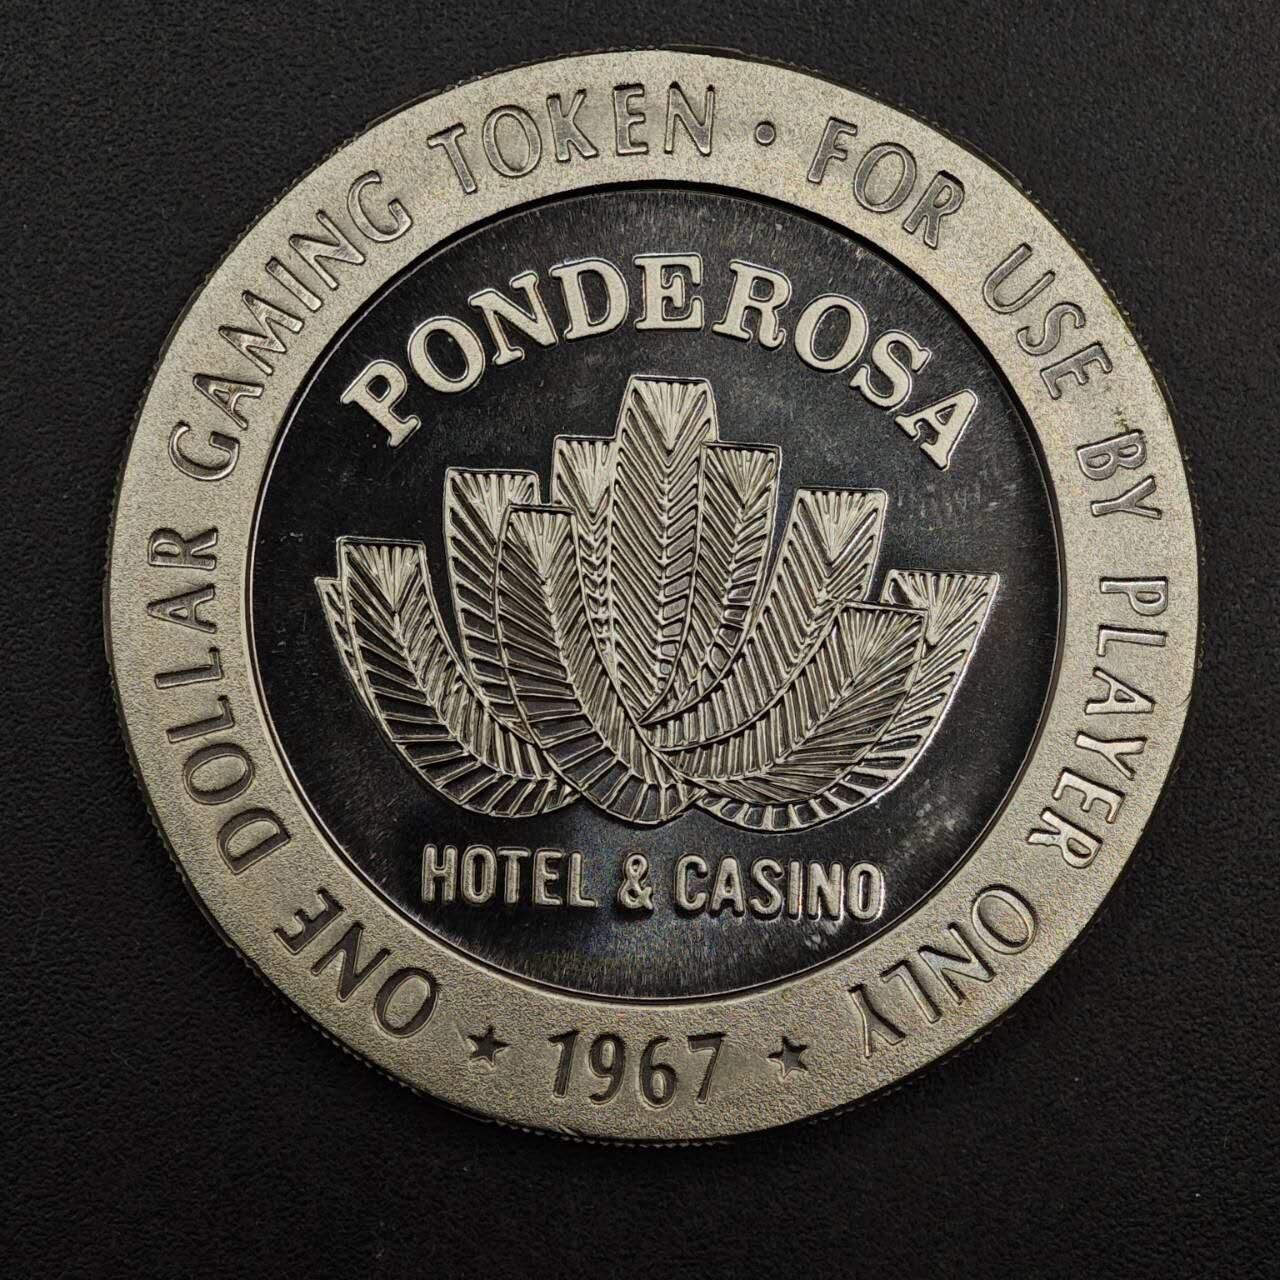 ONE DOLLAR GAMING TOKEN • FOR USE BY PLAYER ONLY
PONDEROSA
HOTEL & CASINO
★ 1967 ★